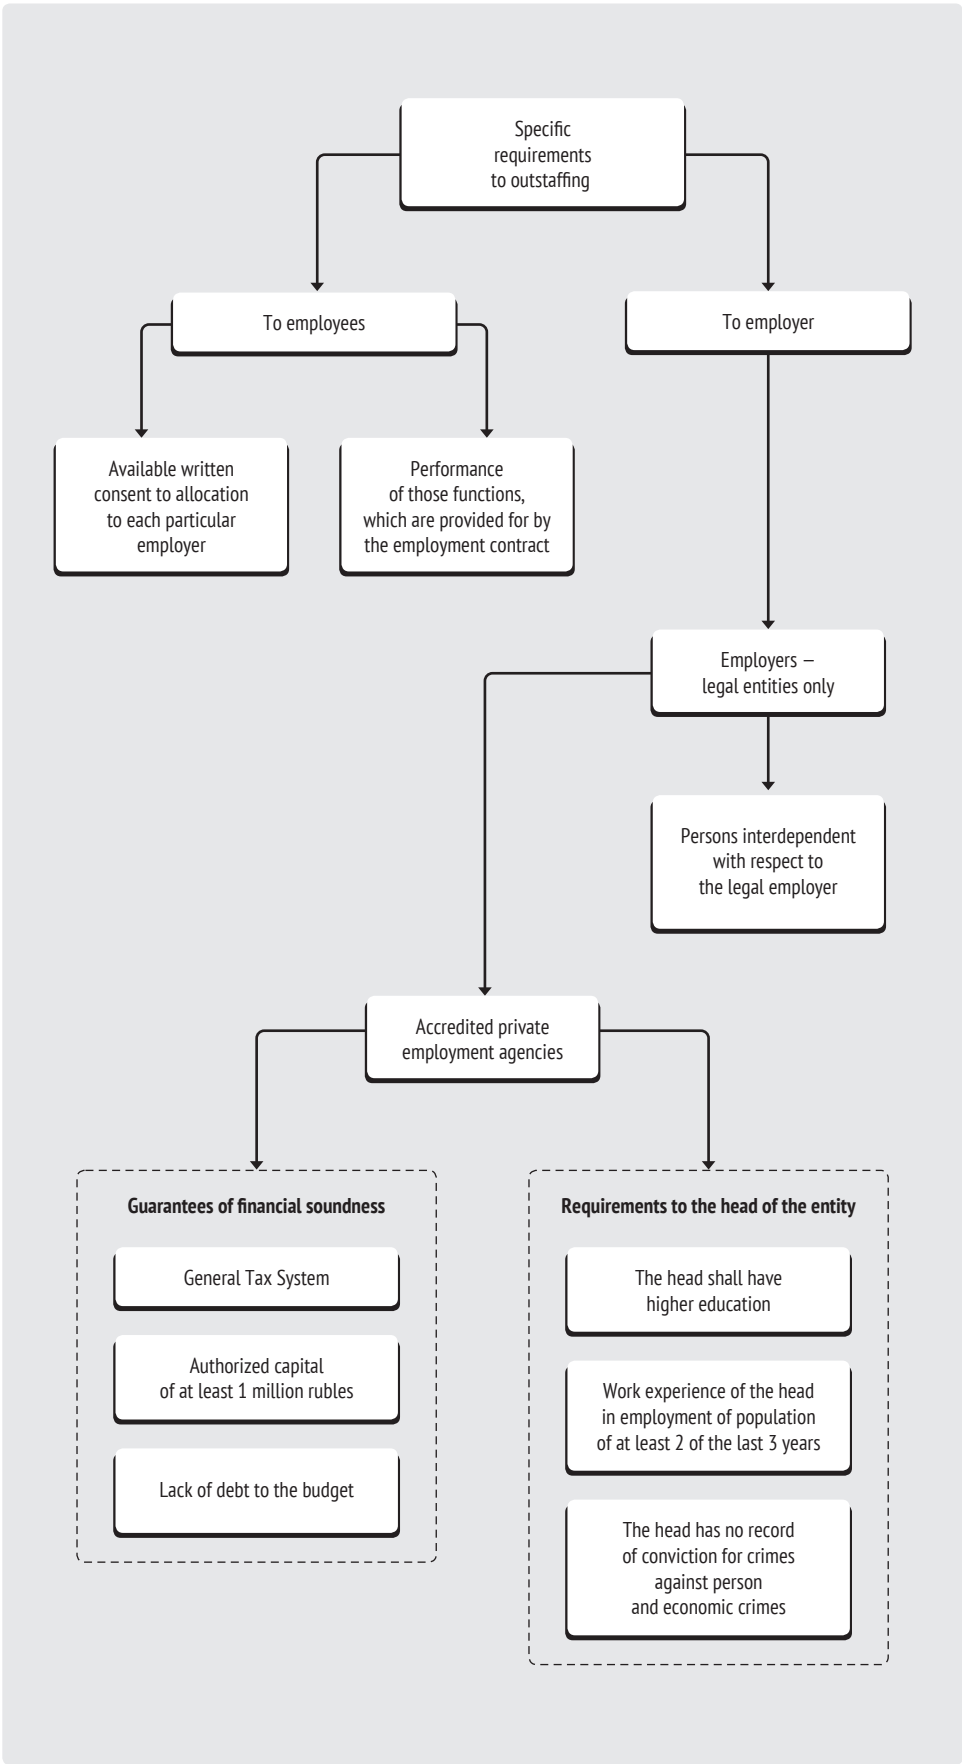 Specific
requirements
to outstaffing
To employees
To employer
Available written
consent to allocation
to each particular
employer
Performance
of those functions,
which are provided for by
the employment contract
Employers —
legal entities only
Persons interdependent
with respect to
the legal employer
Accredited private
employment agencies
Guarantees of financial soundness
General Tax System
Authorized capital
of at least 1 million rubles
Lack of debt to the budget
Requirements to the head of the entity
The head shall have
higher education
Work experience of the head
in employment of population
of at least 2 of the last 3 years
The head has no record
of conviction for crimes
against person
and economic crimes